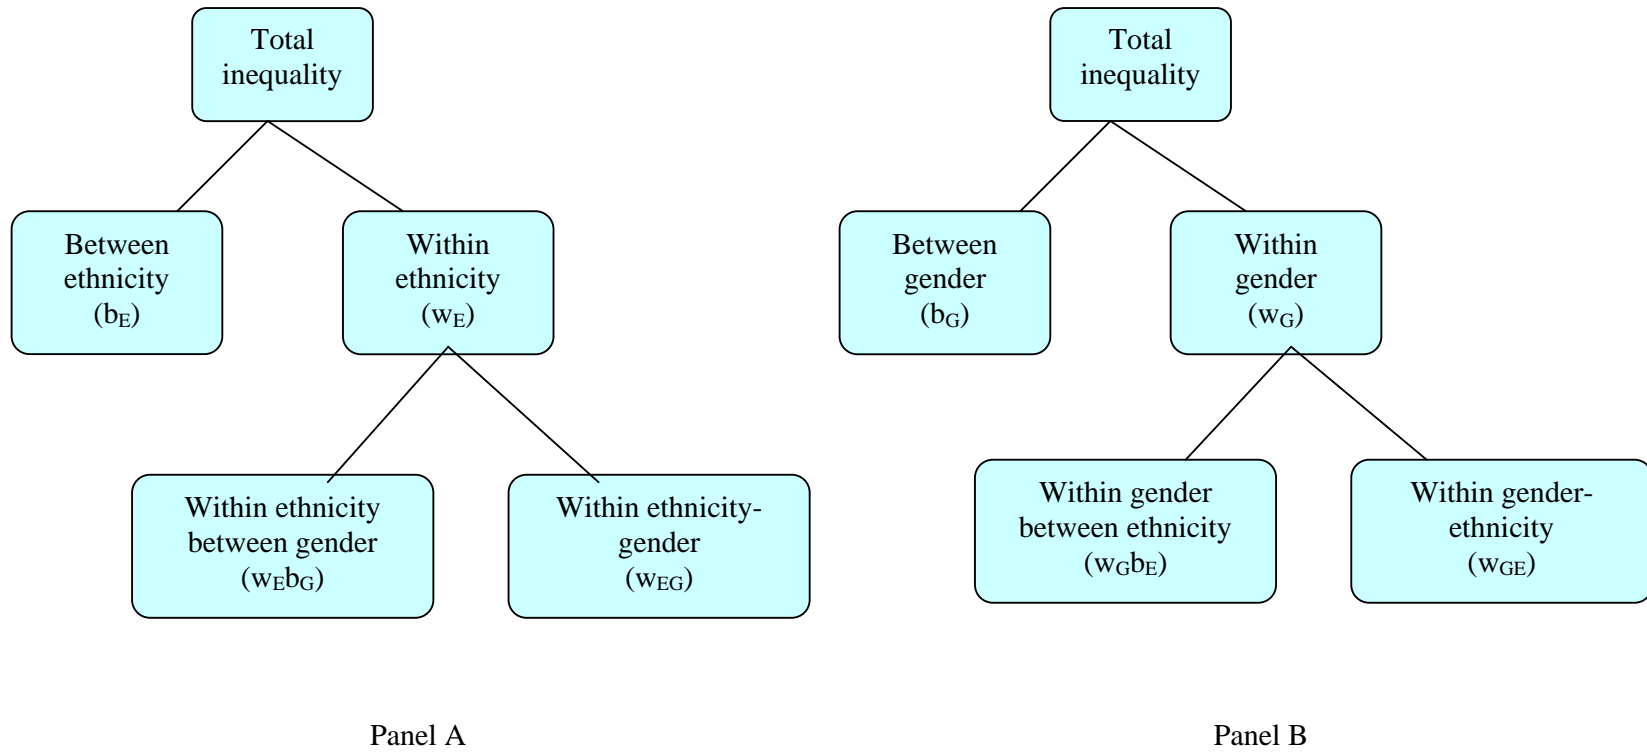 Total
inequality
Between
ethnicity
(bE)
Within
ethnicity
(wE)
Within ethnicity
between gender
(wEbG)
Within ethnicity-
gender
(wEG)
Panel A
Total
inequality
Between
gender
(bG)
Within
gender
(wG)
Within gender
between ethnicity
(wGbE)
Within gender-
ethnicity
(wGE)
Panel B